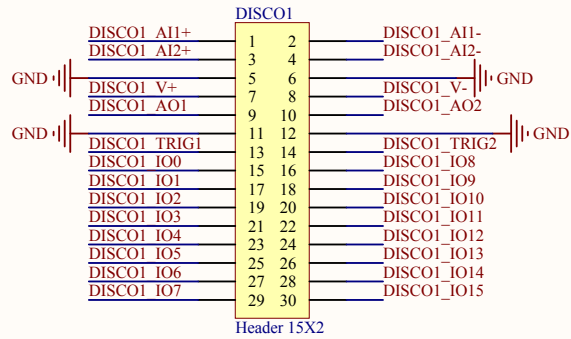 DISCO1
DISCO1_AI1+ 1 2 DISCO1_AI1-
DISCO1_AI2+ 3 4 DISCO1_AI2-
GND 5 6 GND
DISCO1_V+ 7 8 DISCO1_V-
DISCO1_AO1 9 10 DISCO1_AO2
GND 11 12 GND
DISCO1_TRIG1 13 14 DISCO1_TRIG2
DISCO1_IO0 15 16 DISCO1_IO8
DISCO1_IO1 17 18 DISCO1_IO9
DISCO1_IO2 19 20 DISCO1_IO10
DISCO1_IO3 21 22 DISCO1_IO11
DISCO1_IO4 23 24 DISCO1_IO12
DISCO1_IO5 25 26 DISCO1_IO13
DISCO1_IO6 27 28 DISCO1_IO14
DISCO1_IO7 29 30 DISCO1_IO15
Header 15X2